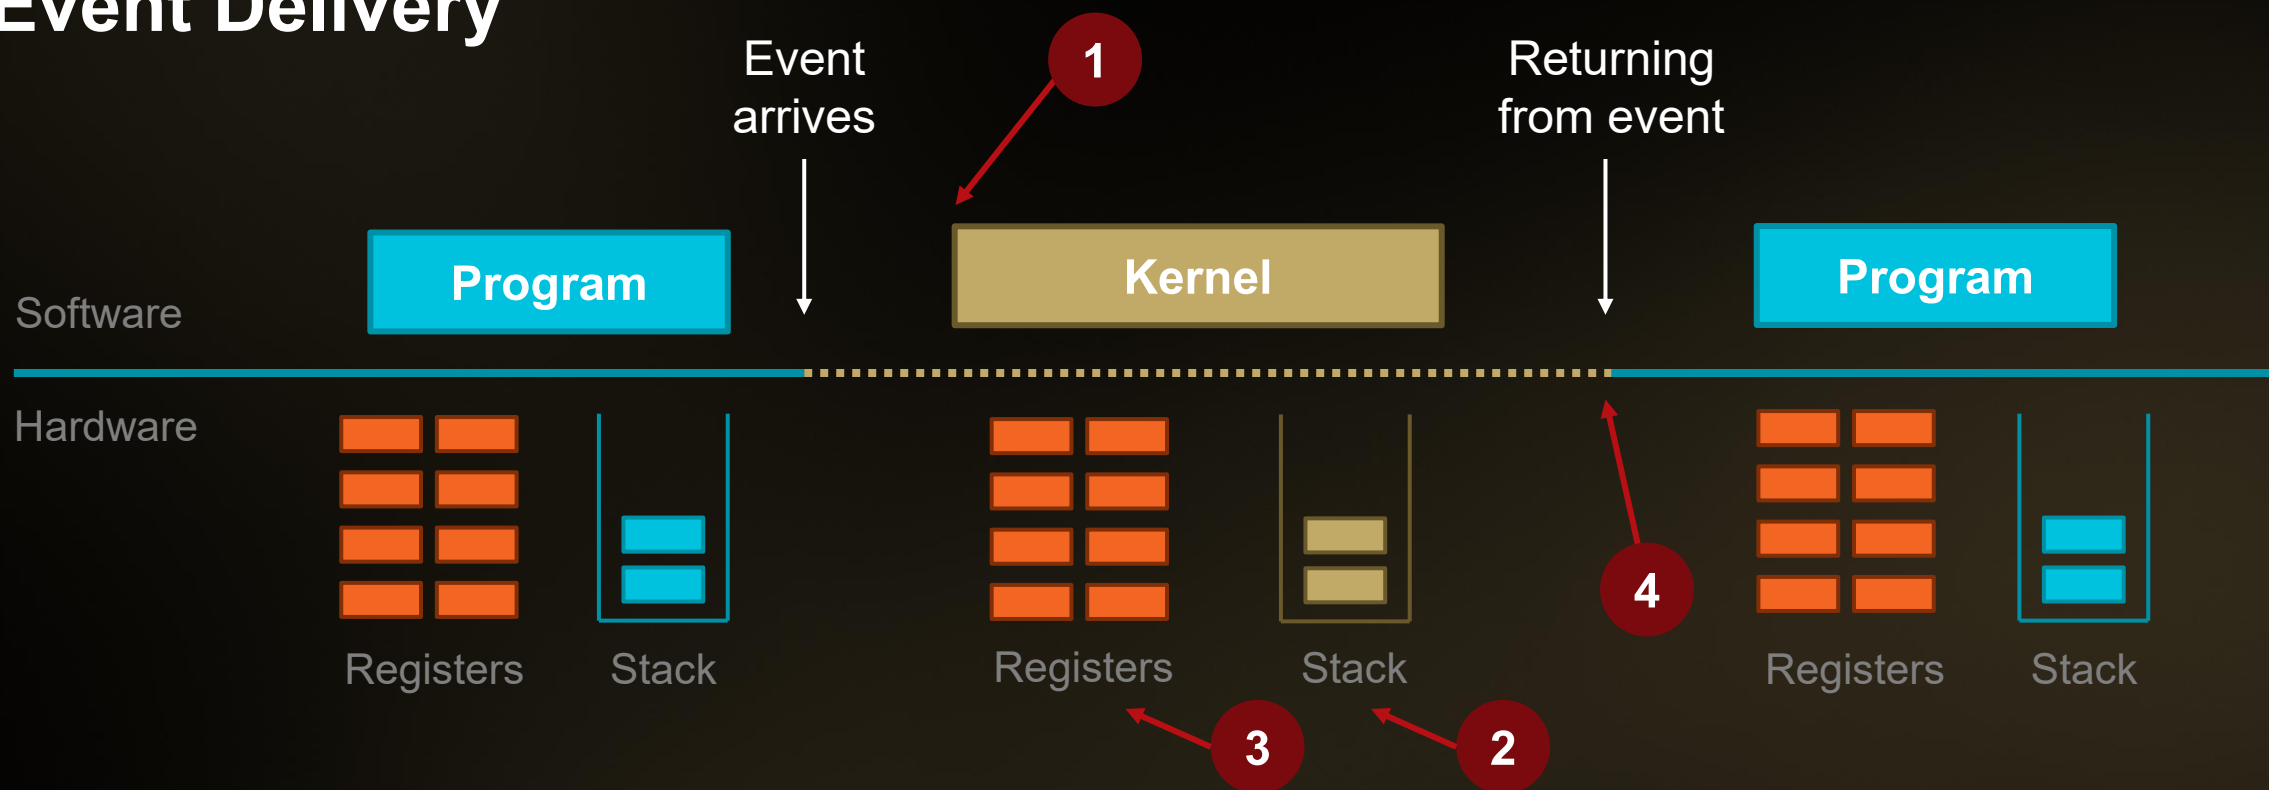 Event Delivery
Event
arrives
1
Returning
from event
Program
Kernel
Program
Software
Hardware
4
Registers
Stack
Registers
Stack
Registers
Stack
3
2